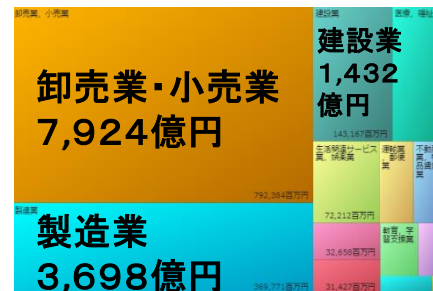 卸売業、小売業
卸売業・小売業
7,924億円
792,384百万円
建設業
建設業
1,432
億円
143,167百万円
医療、福祉
生活関連サービス
業、娯楽業
72,212百万円
運輸業
、郵便
業
不動
32,658百万円
31,427百万円
教育、学
習支援業
製造業
製造業
3,698億円
369,771百万円